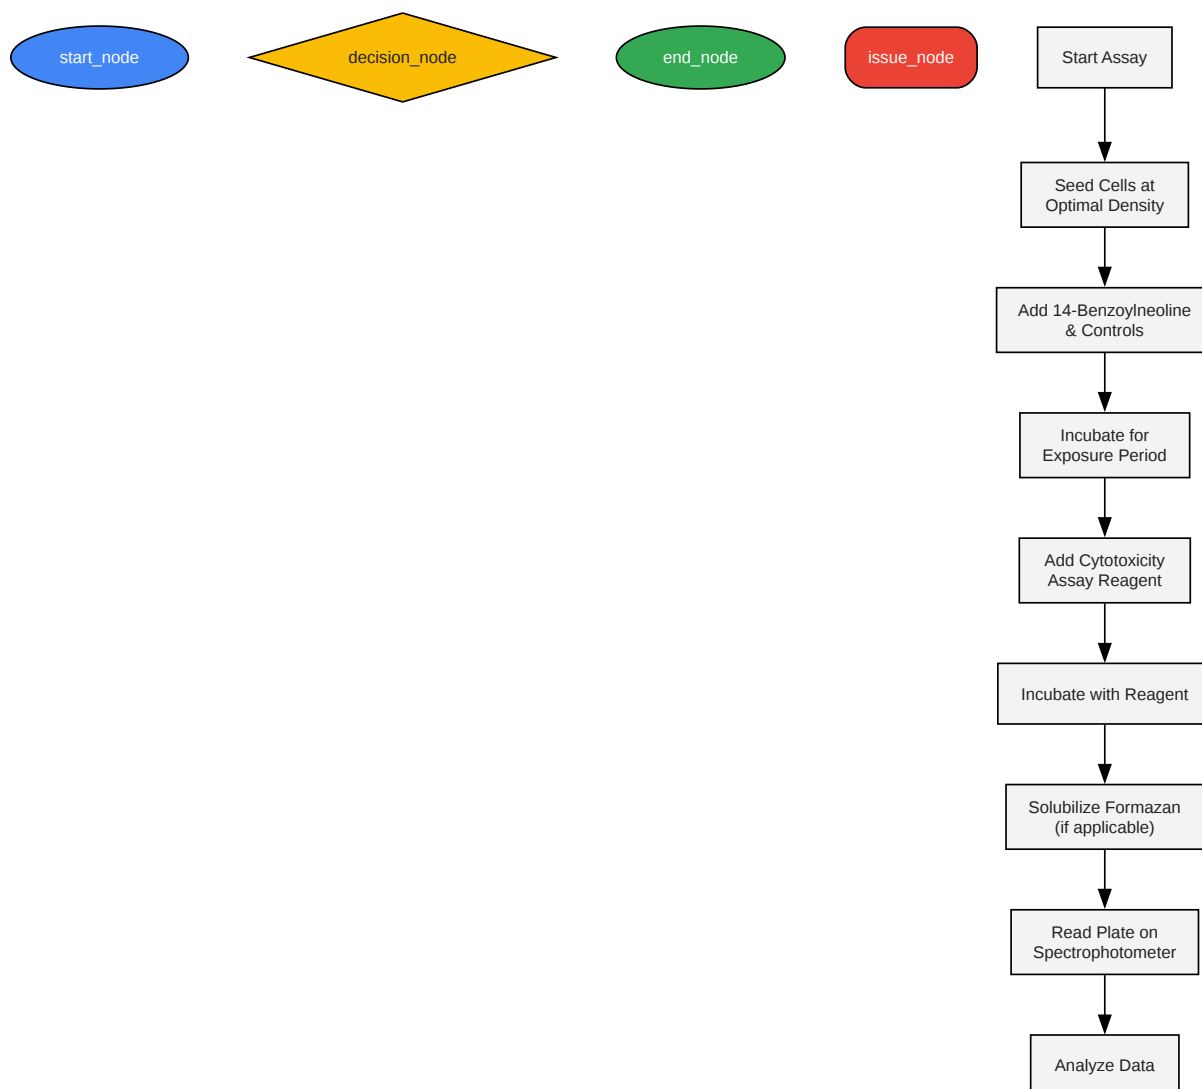 start_node
decision_node
end_node
issue_node
Start Assay
Seed Cells at
Optimal Density
Add 14-Benzoylneoline
& Controls
Incubate for
Exposure Period
Add Cytotoxicity
Assay Reagent
Incubate with Reagent
Solubilize Formazan
(if applicable)
Read Plate on
Spectrophotometer
Analyze Data